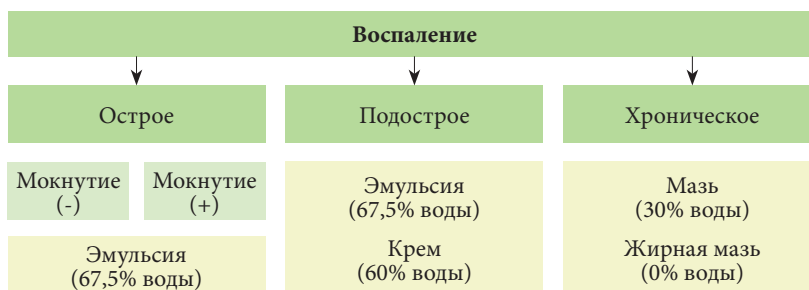 Воспаление
Острое
Подострое
Хроническое
Мокнутие
(-)
Мокнутие
(+)
Эмульсия
(67,5% воды)
Эмульсия
(67,5% воды)
Крем
(60% воды)
Мазь
(30% воды)
Жирная мазь
(0% воды)